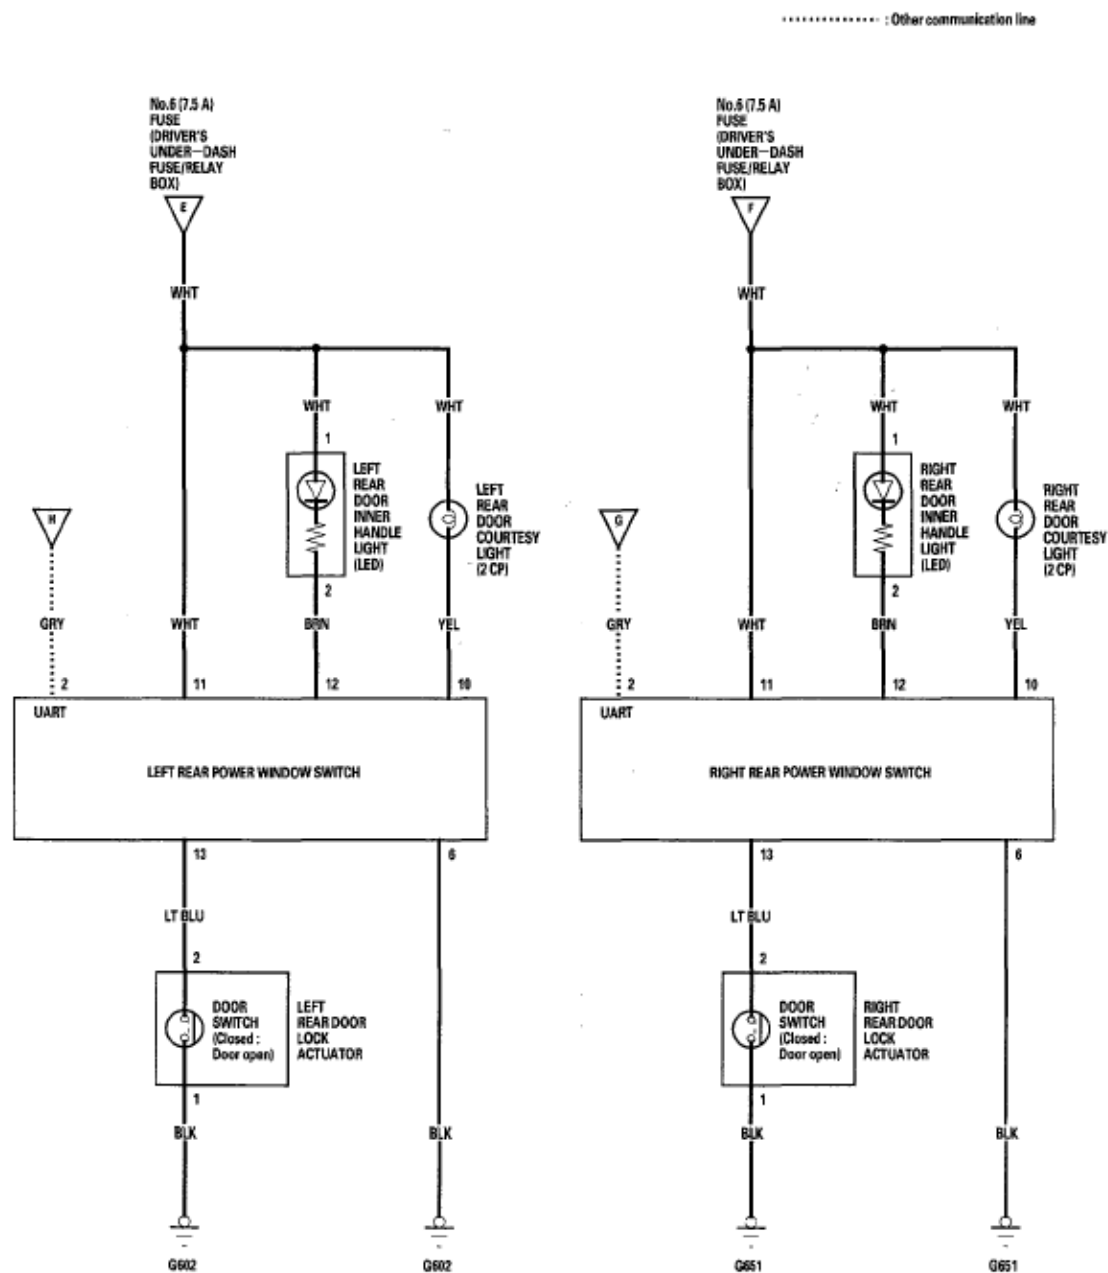 : Other communication line
No.6 (7.5 A)
FUSE
(DRIVER'S
UNDER—DASH
FUSE/RELAY
BOX)
E
WHT
WHT
WHT
1
LEFT
REAR
DOOR
INNER
HANDLE
LIGHT
(LED)
LEFT
REAR
DOOR
COURTESY
LIGHT
(2 CP)
H
2
GRY
WHT
BRN
YEL
2
11
12
10
UART
LEFT REAR POWER WINDOW SWITCH
13
6
LT BLU
2
DOOR
SWITCH
(Closed :
Door open)
LEFT
REAR DOOR
LOCK
ACTUATOR
1
BLK
BLK
G602
G602
No.6 (7.5 A)
FUSE
(DRIVER'S
UNDER—DASH
FUSE/RELAY
BOX)
F
WHT
WHT
WHT
1
RIGHT
REAR
DOOR
INNER
HANDLE
LIGHT
(LED)
RIGHT
REAR
DOOR
COURTESY
LIGHT
(2 CP)
G
2
GRY
WHT
BRN
YEL
2
11
12
10
UART
RIGHT REAR POWER WINDOW SWITCH
13
6
LT BLU
2
DOOR
SWITCH
(Closed :
Door open)
RIGHT
REAR DOOR
LOCK
ACTUATOR
1
BLK
BLK
G651
G651